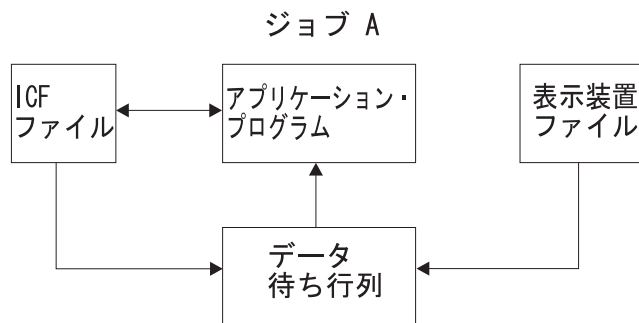 ジョブ A
ICF
ファイル
アプリケーション・
プログラム
表示装置
ファイル
データ
待ち行列